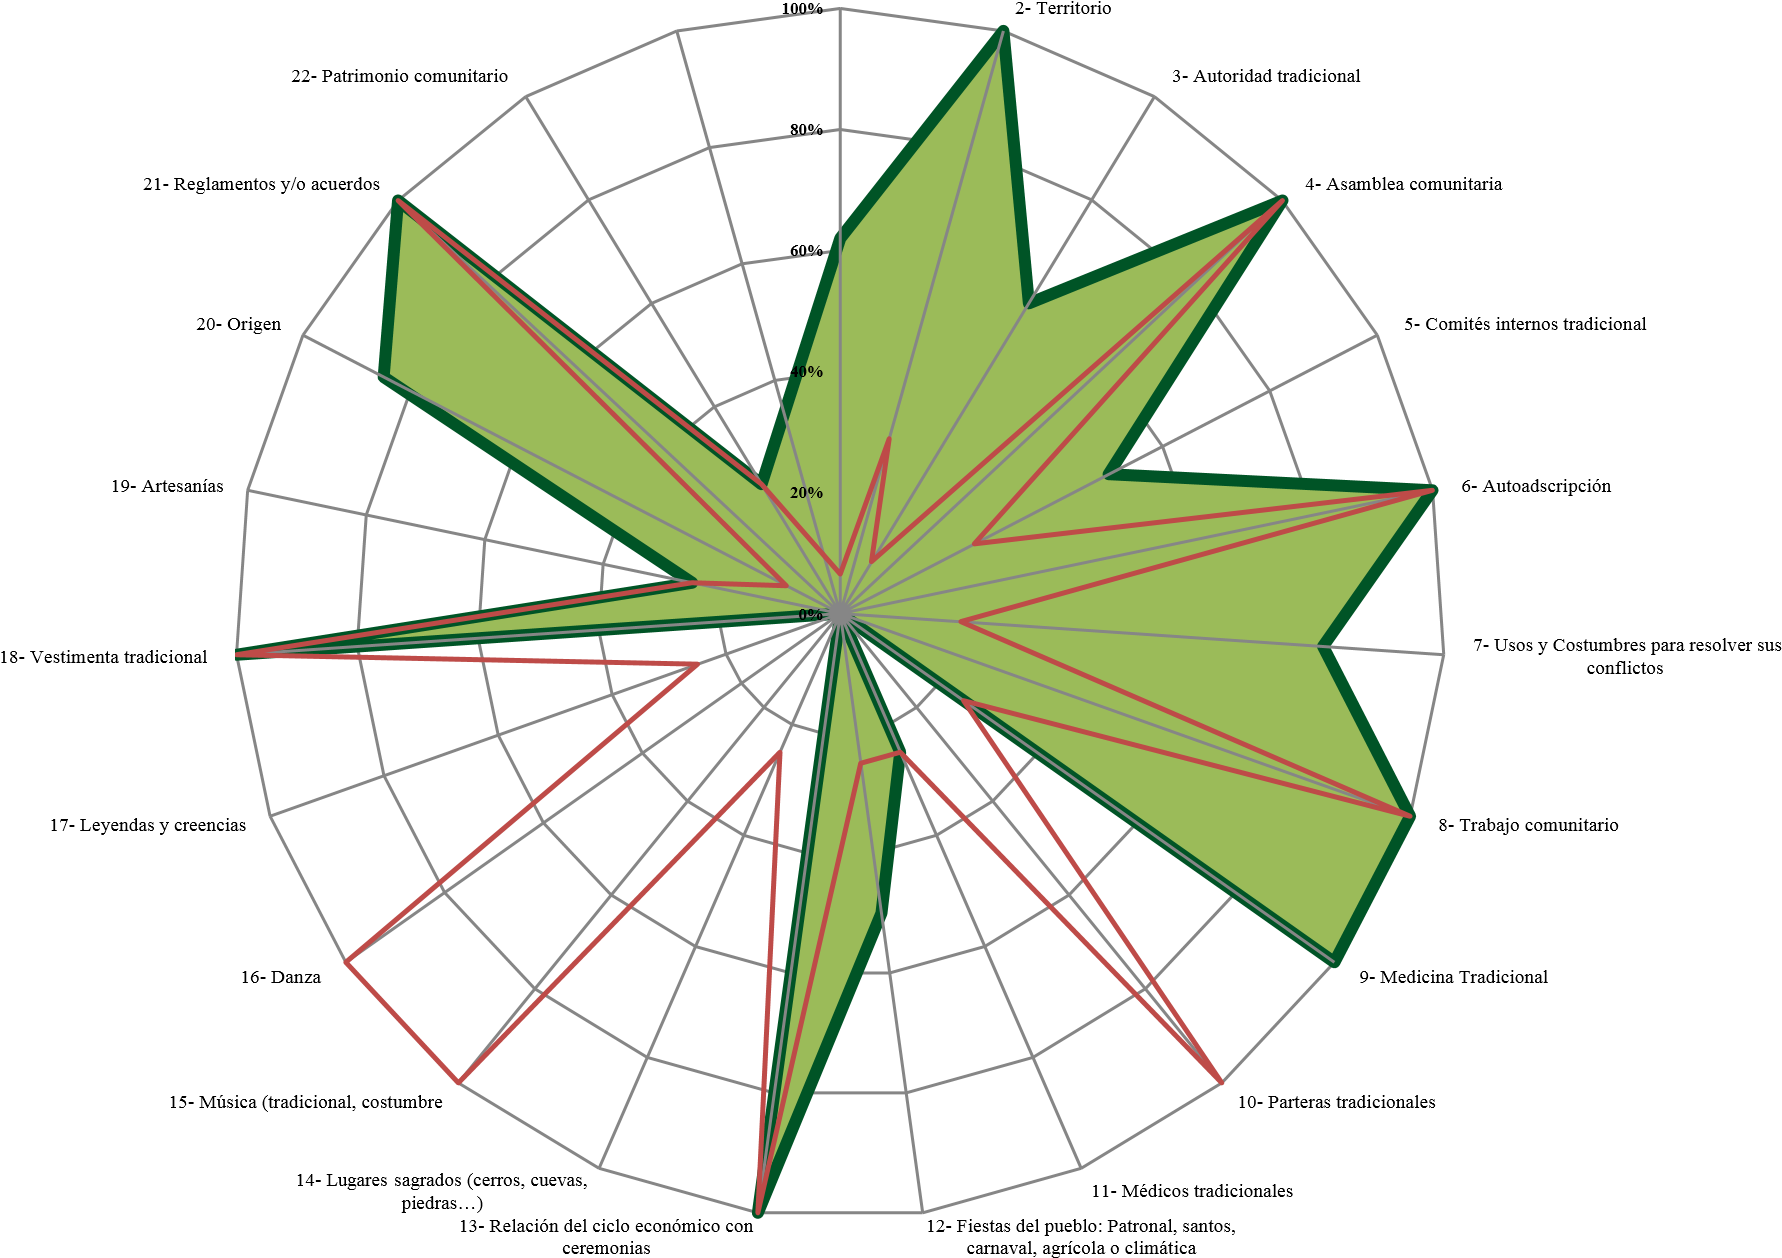 100%
80%
60%
40%
20%
0%
2- Territorio
3- Autoridad tradicional
4- Asamblea comunitaria
5- Comités internos tradicional
6- Autoadscripción
7- Usos y Costumbres para resolver sus
conflictos
8- Trabajo comunitario
9- Medicina Tradicional
10- Parteras tradicionales
11- Médicos tradicionales
12- Fiestas del pueblo: Patronal, santos,
carnaval, agrícola o climática
13- Relación del ciclo económico con
ceremonias
14- Lugares sagrados (cerros, cuevas,
piedras…)
15- Música (tradicional, costumbre
16- Danza
17- Leyendas y creencias
18- Vestimenta tradicional
19- Artesanías
20- Origen
21- Reglamentos y/o acuerdos
22- Patrimonio comunitario